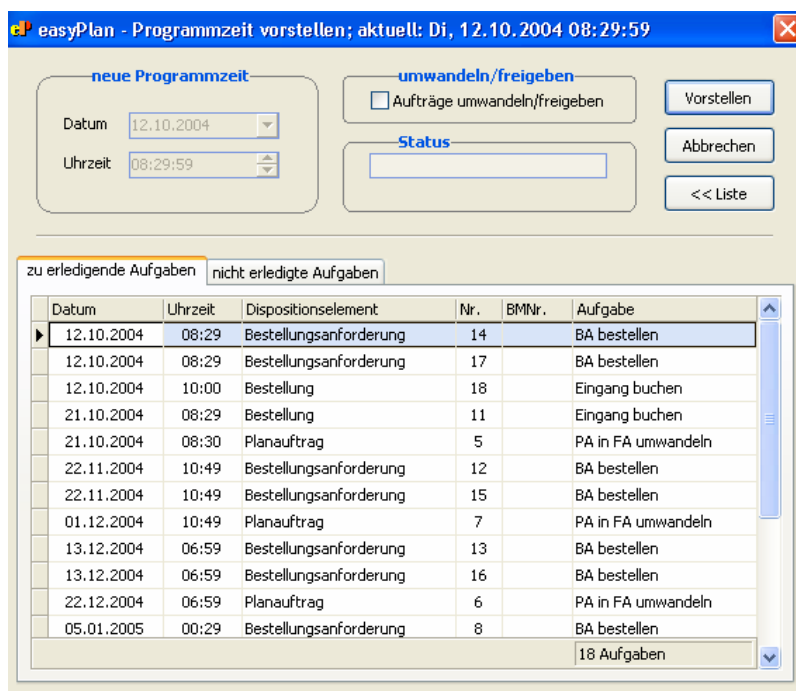 eP easyPlan - Programmzeit vorstellen; aktuell: Di, 12.10.2004 08:29:59
neue Programmzeit
Datum 12.10.2004
Uhrzeit 08:29:59
umwandeln/freigeben
Aufträge umwandeln/freigeben
Status
Vorstellen
Abbrechen
<< Liste
zu erledigende Aufgaben nicht erledigte Aufgaben
Datum Uhrzeit Dispositionselement Nr. BMNr. Aufgabe
12.10.2004 08:29 Bestellungsanforderung 14 BA bestellen
12.10.2004 08:29 Bestellungsanforderung 17 BA bestellen
12.10.2004 10:00 Bestellung 18 Eingang buchen
21.10.2004 08:29 Bestellung 11 Eingang buchen
21.10.2004 08:30 Planauftrag 5 PA in FA umwandeln
22.11.2004 10:49 Bestellungsanforderung 12 BA bestellen
22.11.2004 10:49 Bestellungsanforderung 15 BA bestellen
01.12.2004 10:49 Planauftrag 7 PA in FA umwandeln
13.12.2004 06:59 Bestellungsanforderung 13 BA bestellen
13.12.2004 06:59 Bestellungsanforderung 16 BA bestellen
22.12.2004 06:59 Planauftrag 6 PA in FA umwandeln
05.01.2005 00:29 Bestellungsanforderung 8 BA bestellen
18 Aufgaben